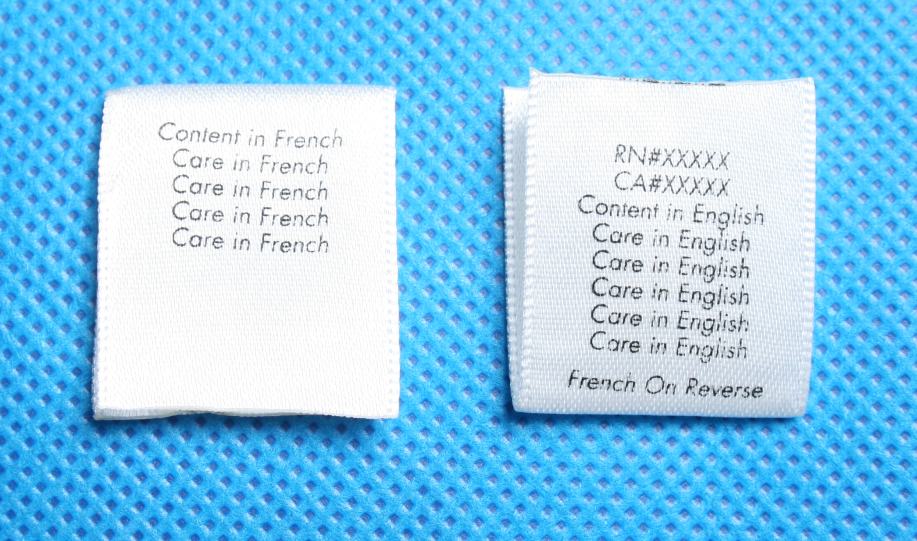 Content in French
Care in French
Care in French
Care in French
Care in French
RN#XXXXX
CA#XXXXX
Content in English
Care in English
Care in English
Care in English
Care in English
Care in English
French On Reverse